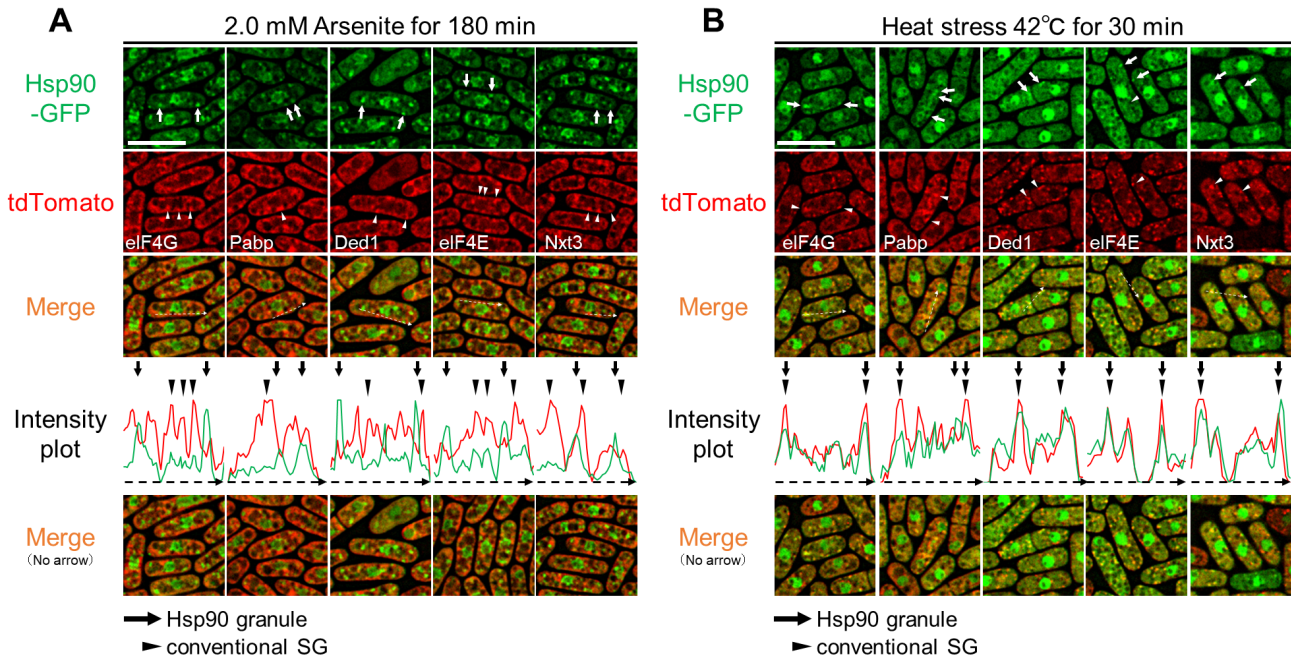 A
2.0 mM Arsenite for 180 min
Hsp90
-GFP
tdTomato
eIF4G
Pabp
Ded1
eIF4E
Nxt3
Merge
Intensity
plot
Merge
(No arrow)
Hsp90 granule
conventional SG
B
Heat stress 42℃ for 30 min
Hsp90
-GFP
tdTomato
eIF4G
Pabp
Ded1
eIF4E
Nxt3
Merge
Intensity
plot
Merge
(No arrow)
Hsp90 granule
conventional SG